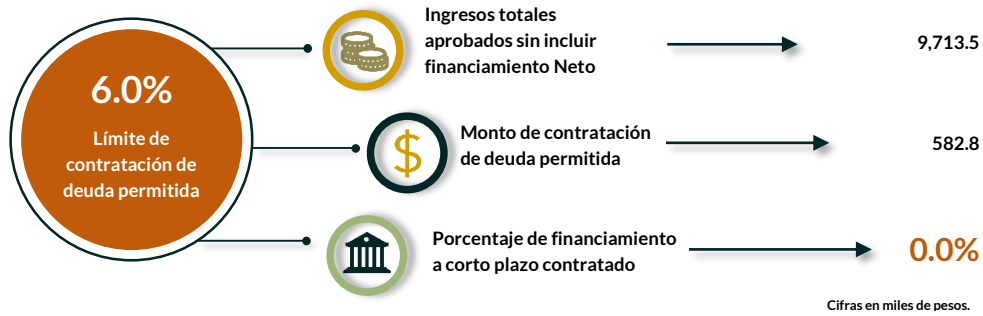 6.0%
Límite de
contratación de
deuda permitida
Ingresos totales
aprobados sin incluir
financiamiento Neto
9,713.5
$
Monto de contratación
de deuda permitida
582.8
Porcentaje de financiamiento
a corto plazo contratado
0.0%
Cifras en miles de pesos.